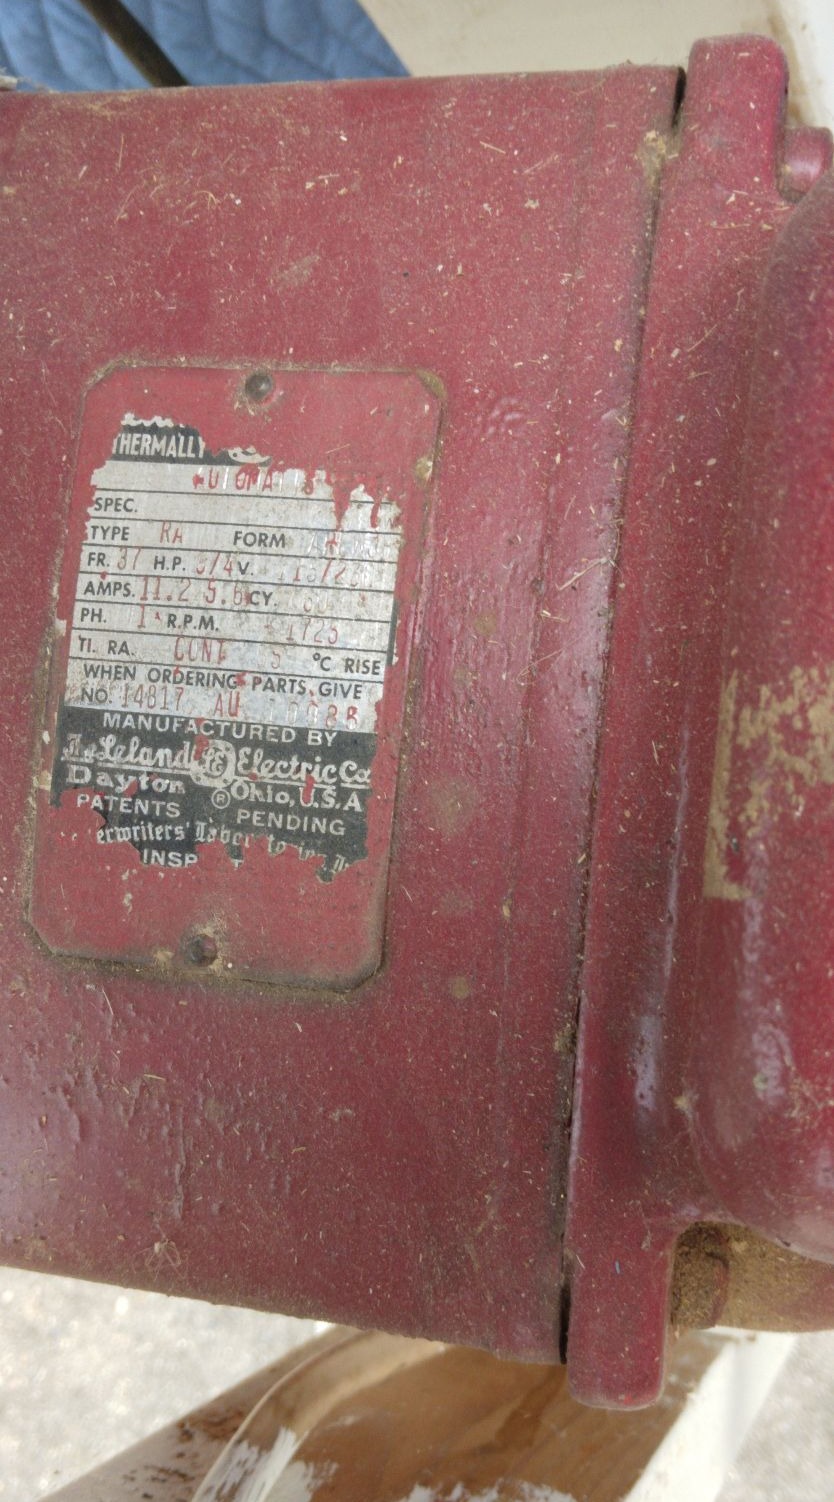 THERMALLY
SPEC.
TYPE RA FORM
FR. 37 H.P. 3/4 V.
AMPS. 11.2 5.6 CY. 60
PH. 1 R.P.M. 1725
TI. RA. CONT °C RISE
WHEN ORDERING PARTS GIVE
NO. 14817 AU
MANUFACTURED BY
The Leland LE Electric Co
Dayton ® Ohio, U.S.A
PATENTS PENDING